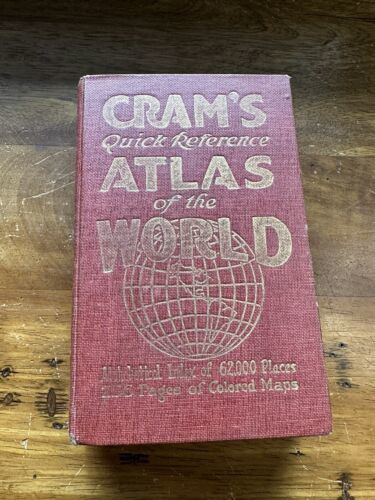 CRAM'S
Quick Reference
ATLAS
of the
WORLD
Alphabetical Index of 62,000 Places
Pages of Colored Maps